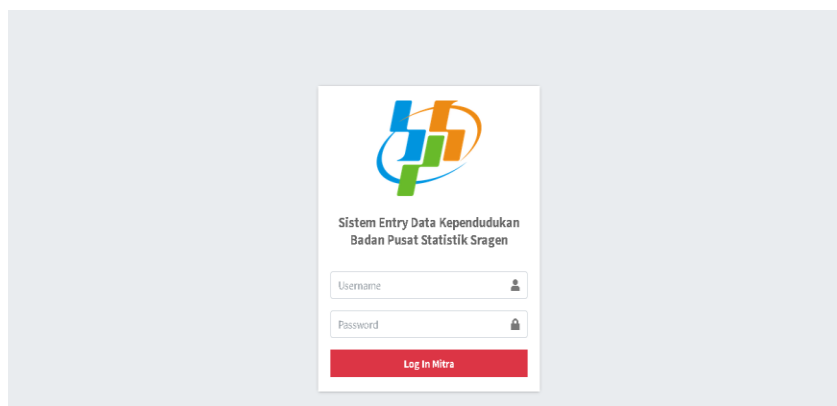 Sistem Entry Data Kependudukan
Badan Pusat Statistik Sragen
Username
Password
Log In Mitra